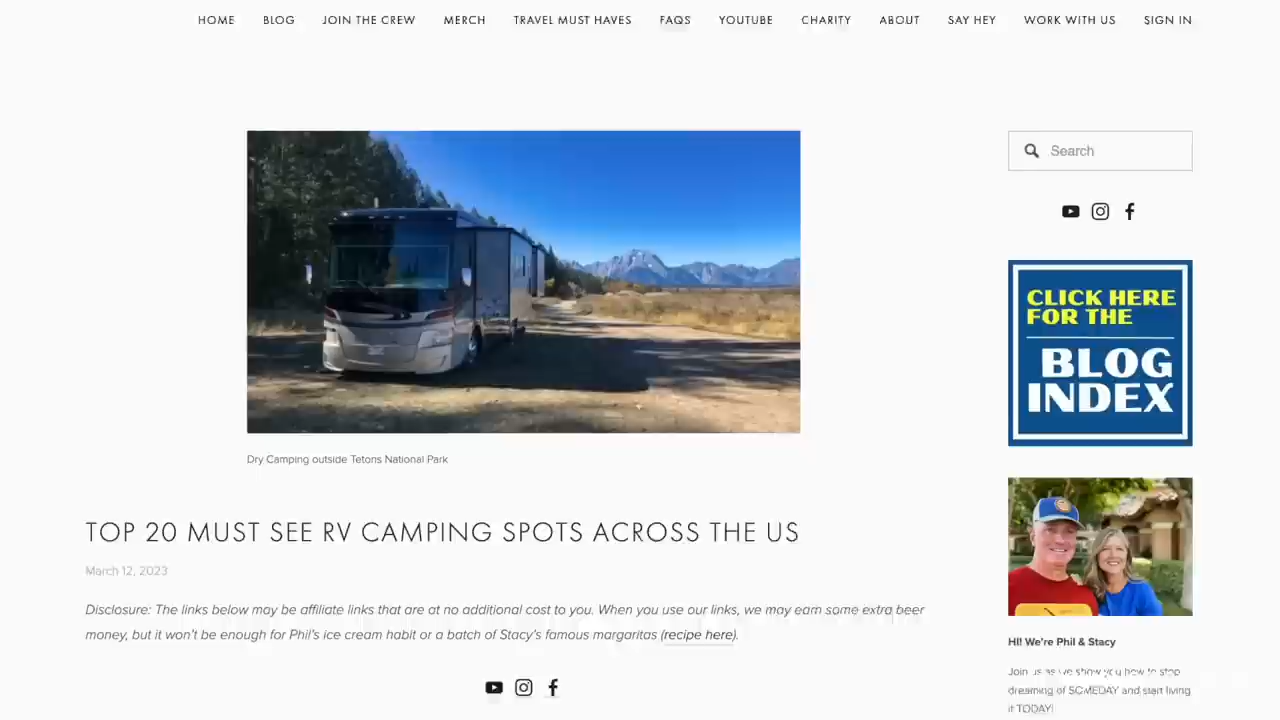 HOME BLOG JOIN THE CREW MERCH TRAVEL MUST HAVES FAQS YOUTUBE CHARITY ABOUT SAY HEY WORK WITH US SIGN IN
Search
CLICK HERE
FOR THE
BLOG
INDEX
Dry Camping outside Tetons National Park
TOP 20 MUST SEE RV CAMPING SPOTS ACROSS THE US
March 12, 2023
Disclosure: The links below may be affiliate links that are at no additional cost to you. When you use our links, we may earn some extra beer
money, but it won't be enough for Phil's ice cream habit or a batch of Stacy's famous margaritas (recipe here).
HI! We're Phil & Stacy
Join us as we show you how to stop
dreaming of SOMEDAY and start living
it TODAY!